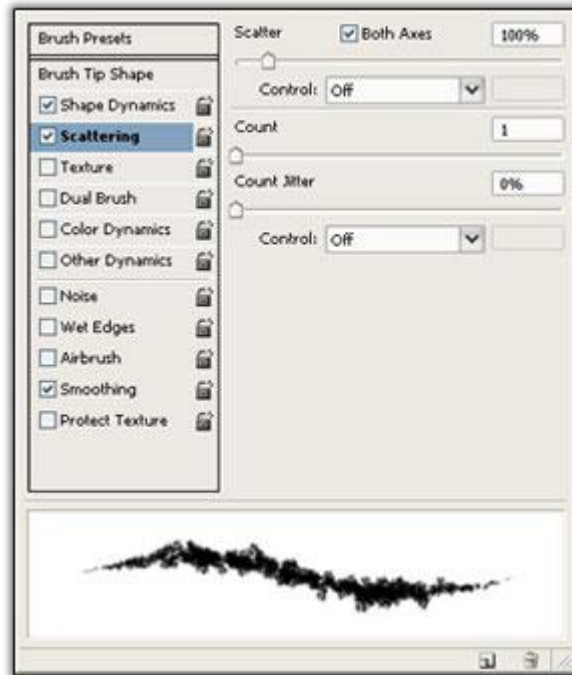 Brush Presets
Brush Tip Shape
Shape Dynamics
Scattering
Texture
Dual Brush
Color Dynamics
Other Dynamics
Noise
Wet Edges
Airbrush
Smoothing
Protect Texture
Scatter Both Axes 100%
Control: Off
Count 1
Count Jitter 0%
Control: Off